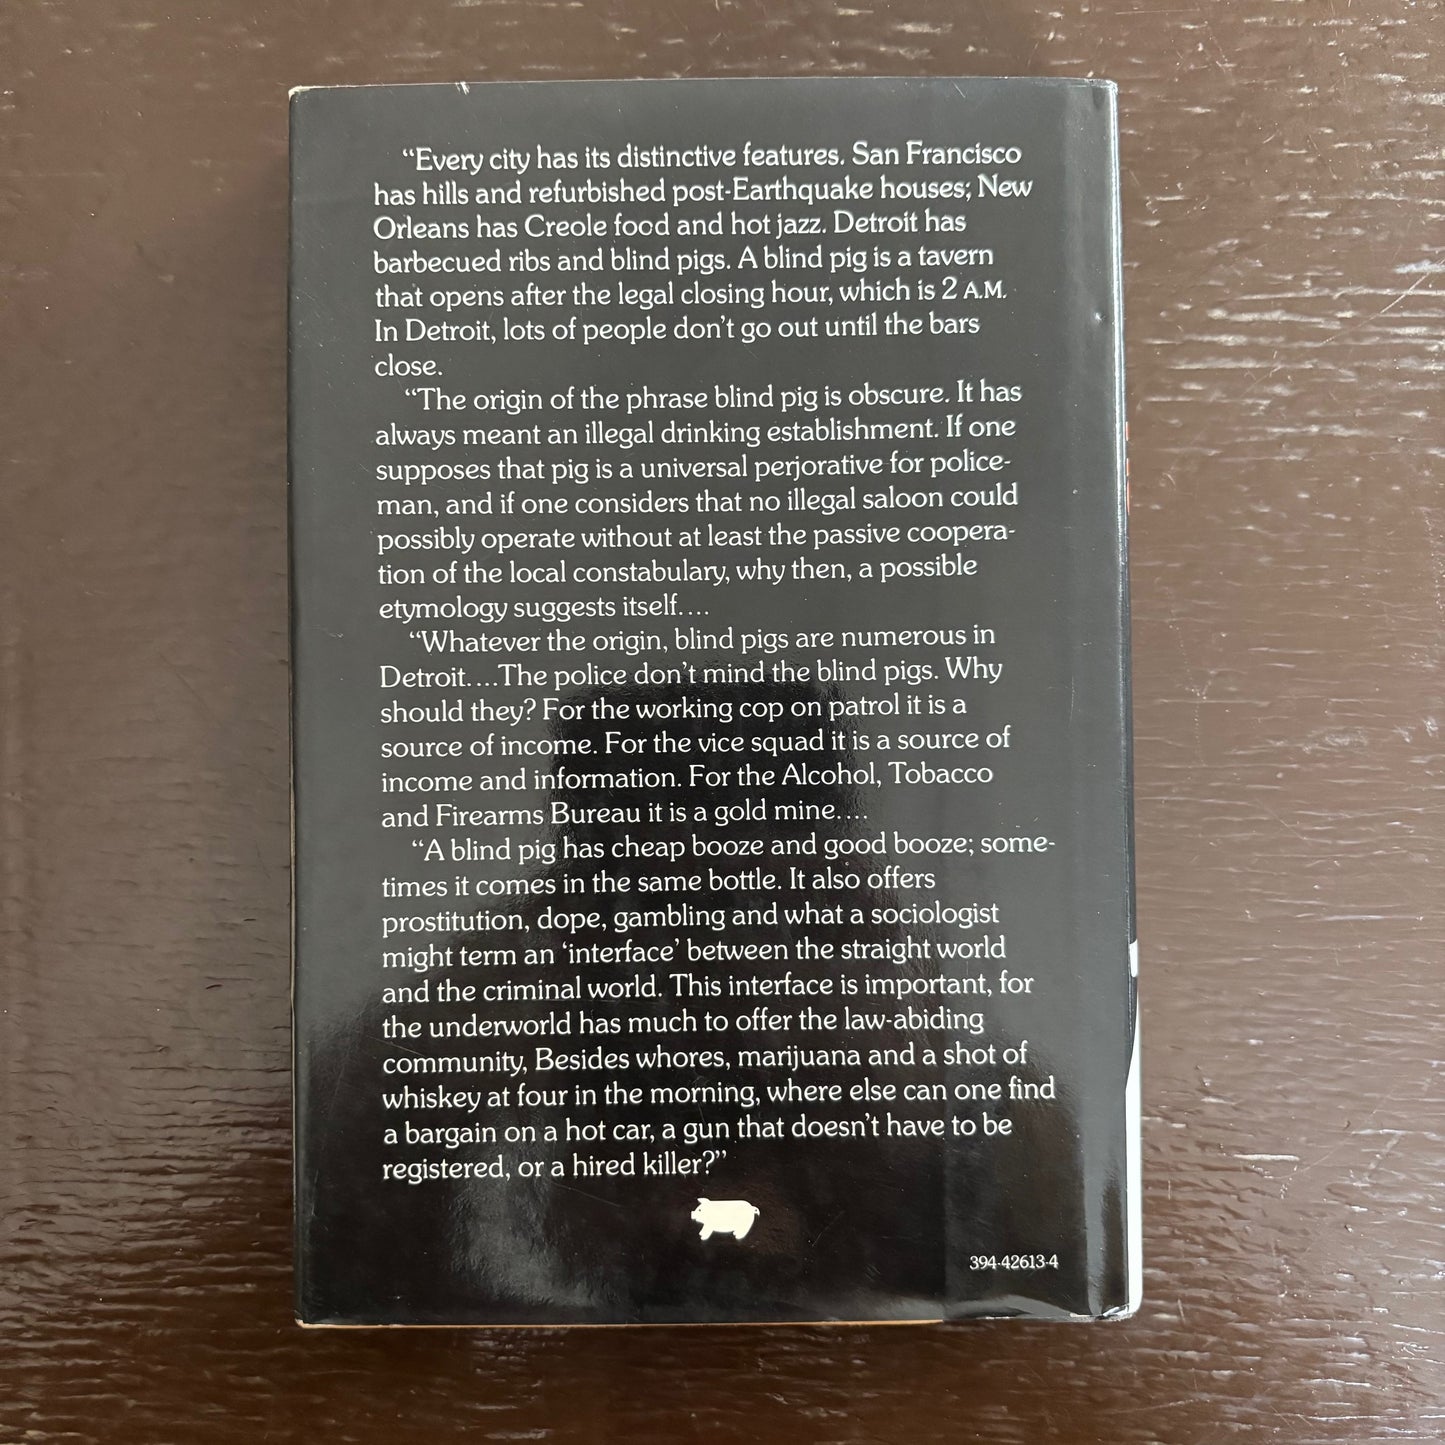 “Every city has its distinctive features. San Francisco
has hills and refurbished post-Earthquake houses; New
Orleans has Creole food and hot jazz. Detroit has
barbecued ribs and blind pigs. A blind pig is a tavern
that opens after the legal closing hour, which is 2 A.M.
In Detroit, lots of people don’t go out until the bars
close.
“The origin of the phrase blind pig is obscure. It has
always meant an illegal drinking establishment. If one
supposes that pig is a universal perjorative for police-
man, and if one considers that no illegal saloon could
possibly operate without at least the passive coopera-
tion of the local constabulary, why then, a possible
etymology suggests itself....
“Whatever the origin, blind pigs are numerous in
Detroit....The police don’t mind the blind pigs. Why
should they? For the working cop on patrol it is a
source of income. For the vice squad it is a source of
income and information. For the Alcohol, Tobacco
and Firearms Bureau it is a gold mine....
“A blind pig has cheap booze and good booze; some-
times it comes in the same bottle. It also offers
prostitution, dope, gambling and what a sociologist
might term an ‘interface’ between the straight world
and the criminal world. This interface is important, for
the underworld has much to offer the law-abiding
community, Besides whores, marijuana and a shot of
whiskey at four in the morning, where else can one find
a bargain on a hot car, a gun that doesn’t have to be
registered, or a hired killer?”
394-42613-4